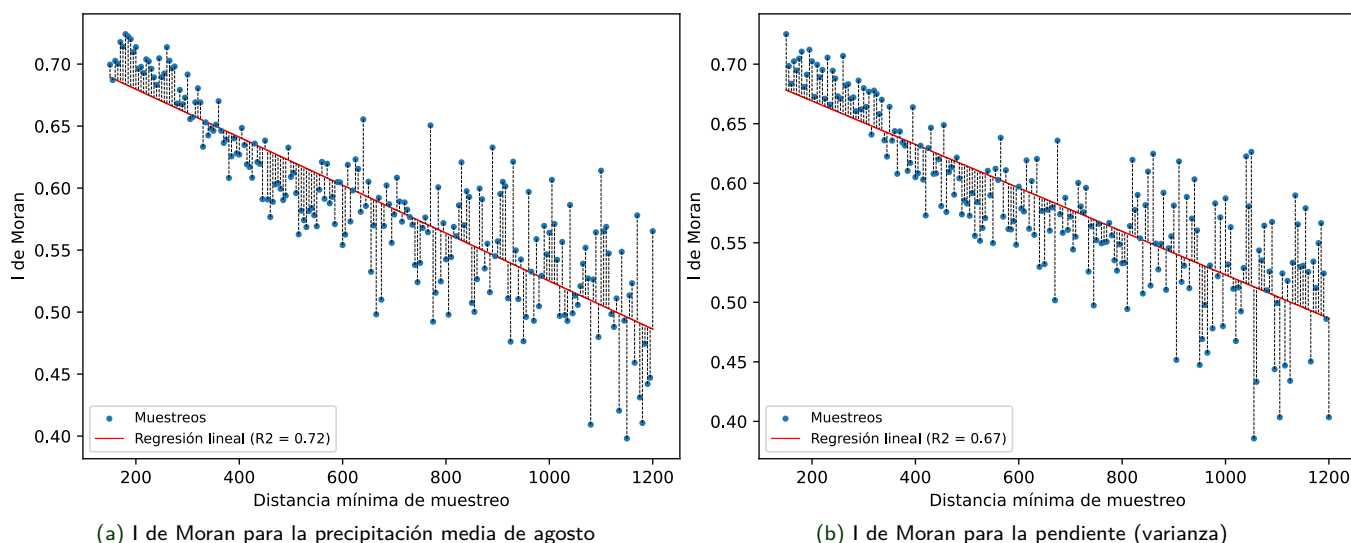 I de Moran
0.70
0.65
0.60
0.55
0.50
0.45
0.40
Muestreos
Regresión lineal (R2 = 0.72)
200 400 600 800 1000 1200
Distancia mínima de muestreo
(a) I de Moran para la precipitación media de agosto
I de Moran
0.70
0.65
0.60
0.55
0.50
0.45
0.40
Muestreos
Regresión lineal (R2 = 0.67)
200 400 600 800 1000 1200
Distancia mínima de muestreo
(b) I de Moran para la pendiente (varianza)